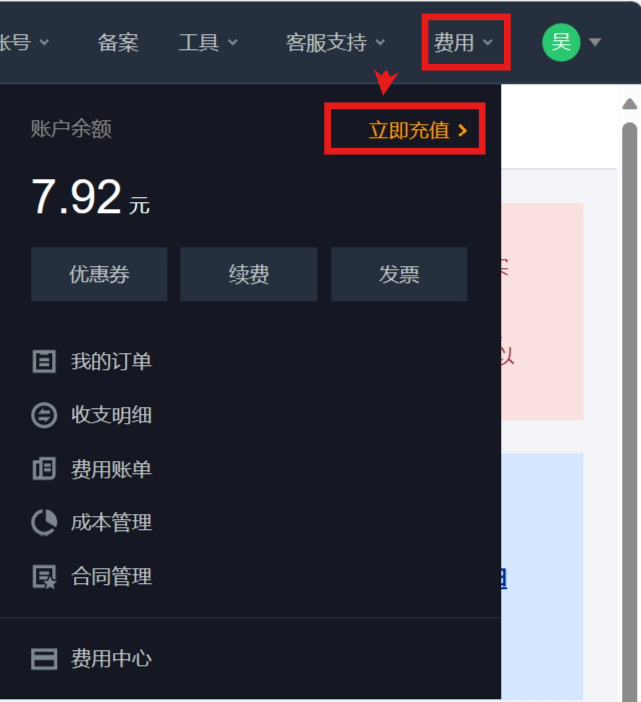 账号 备案 工具 客服支持 费用 吴
账户余额 立即充值
7.92 元
优惠券 续费 发票
以
我的订单
收支明细
费用账单
成本管理
合同管理
费用中心